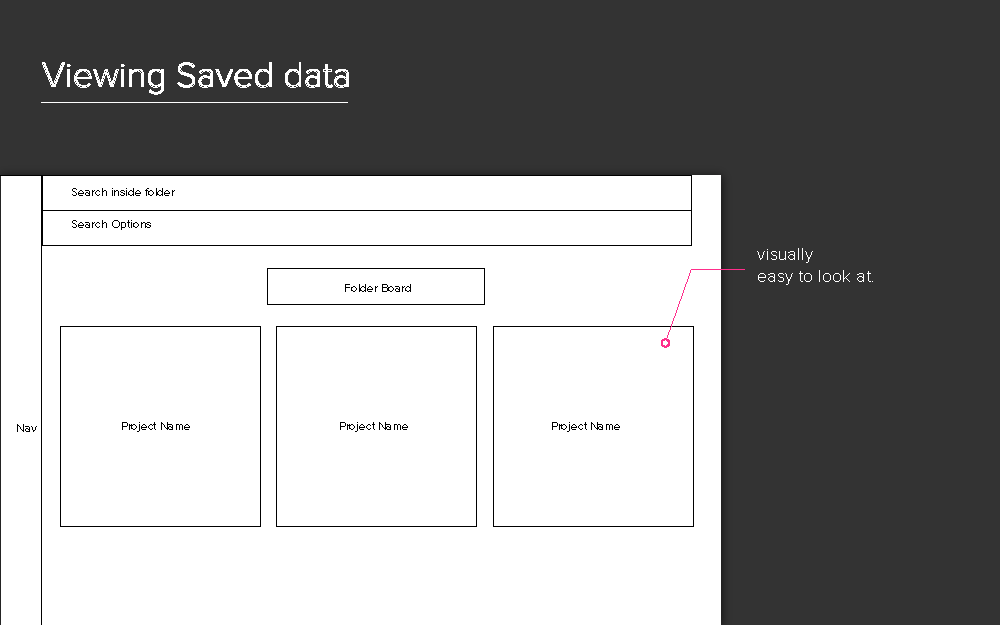 Viewing Saved data
Search inside folder
Search Options
visually
easy to look at.
Folder Board
Nav
Project Name
Project Name
Project Name